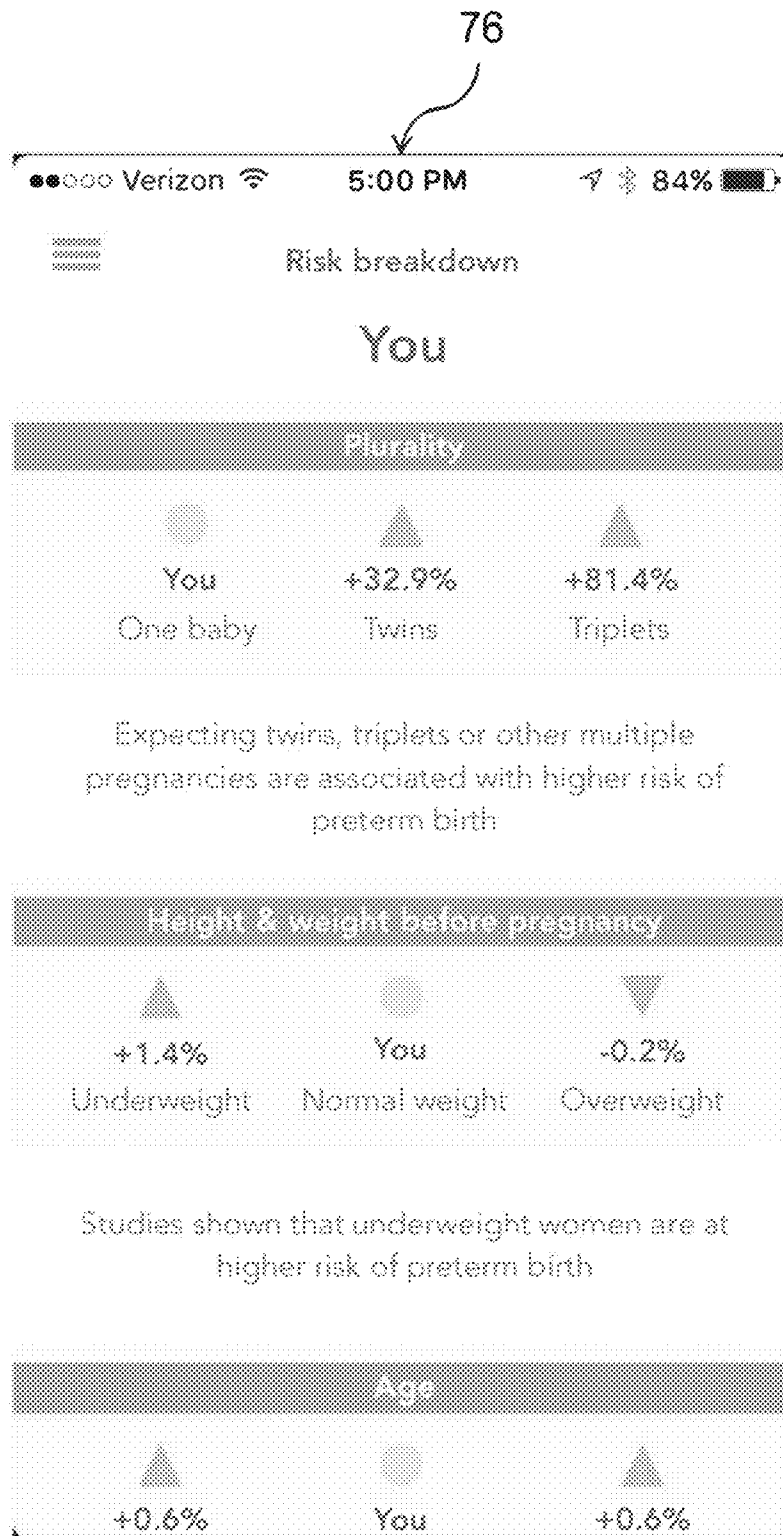 76
Verizon 5:00 PM 84%
Risk breakdown
You
Plurality
You +32.9% +81.4%
One baby Twins Triplets
Expecting twins, triplets or other multiple
pregnancies are associated with higher risk of
preterm birth
Height & weight before pregnancy
+1.4% You -0.2%
Underweight Normal weight Overweight
Studies shown that underweight women are at
higher risk of preterm birth
Age
+0.6% You +0.6%